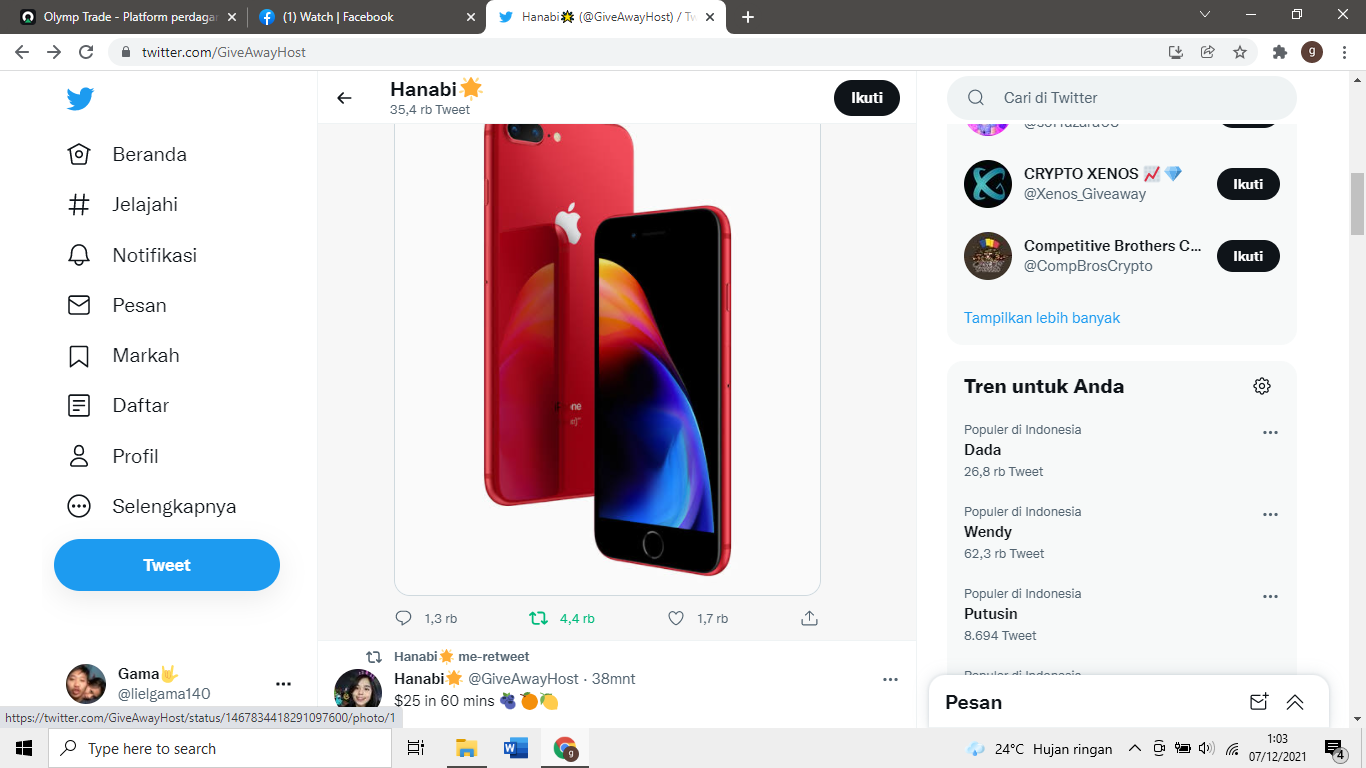 Olymp Trade - Platform perdagan
(1) Watch | Facebook
Hanabi🌟 (@GiveAwayHost) / Tw
twitter.com/GiveAwayHost
g
Hanabi🌟
35,4 rb Tweet
Ikuti
Cari di Twitter
Beranda
Jelajahi
Notifikasi
Pesan
Markah
Daftar
Profil
Selengkapnya
Tweet
Gama🤟
@lielgama140
1,3 rb
4,4 rb
1,7 rb
Hanabi🌟 me-retweet
Hanabi🌟 @GiveAwayHost · 38mnt
$25 in 60 mins 🫐🍊🍋
CRYPTO XENOS 📈 💎
@Xenos_Giveaway
Ikuti
Competitive Brothers C...
@CompBrosCrypto
Ikuti
Tampilkan lebih banyak
Tren untuk Anda
Populer di Indonesia
Dada
26,8 rb Tweet
Populer di Indonesia
Wendy
62,3 rb Tweet
Populer di Indonesia
Putusin
8.694 Tweet
Pesan
https://twitter.com/GiveAwayHost/status/1467834418291097600/photo/1
Type here to search
24°C Hujan ringan
1:03
07/12/2021
4